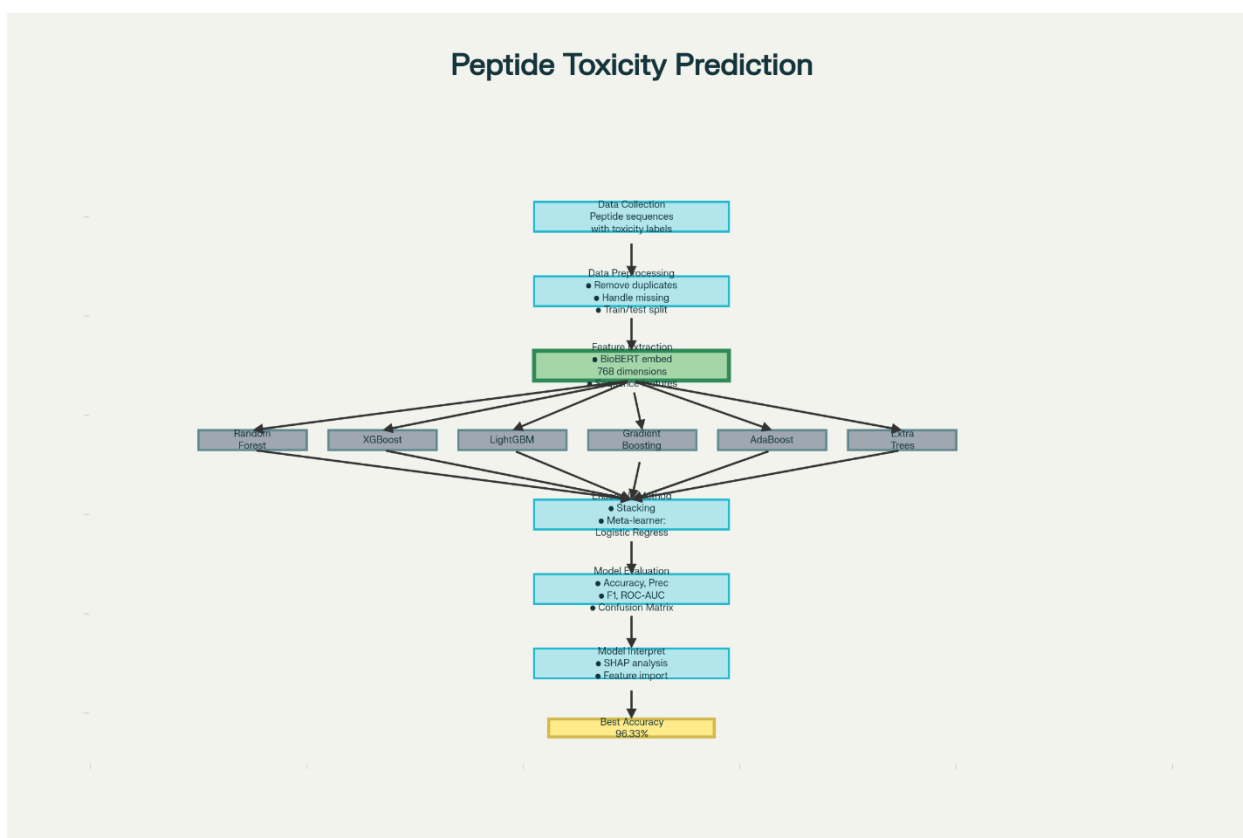 Peptide Toxicity Prediction
Data Collection
Peptide sequences
with toxicity labels
Data Preprocessing
● Remove duplicates
● Handle missing
● Train/test split
Feature Extraction
● BioBERT embed
768 dimensions
● Sequence features
Random
Forest
XGBoost
LightGBM
Gradient
Boosting
AdaBoost
Extra
Trees
Ensemble Method
● Stacking
● Meta-learner:
Logistic Regress
Model Evaluation
● Accuracy, Prec
● F1, ROC-AUC
● Confusion Matrix
Model Interpret
● SHAP analysis
● Feature import
Best Accuracy
96.33%